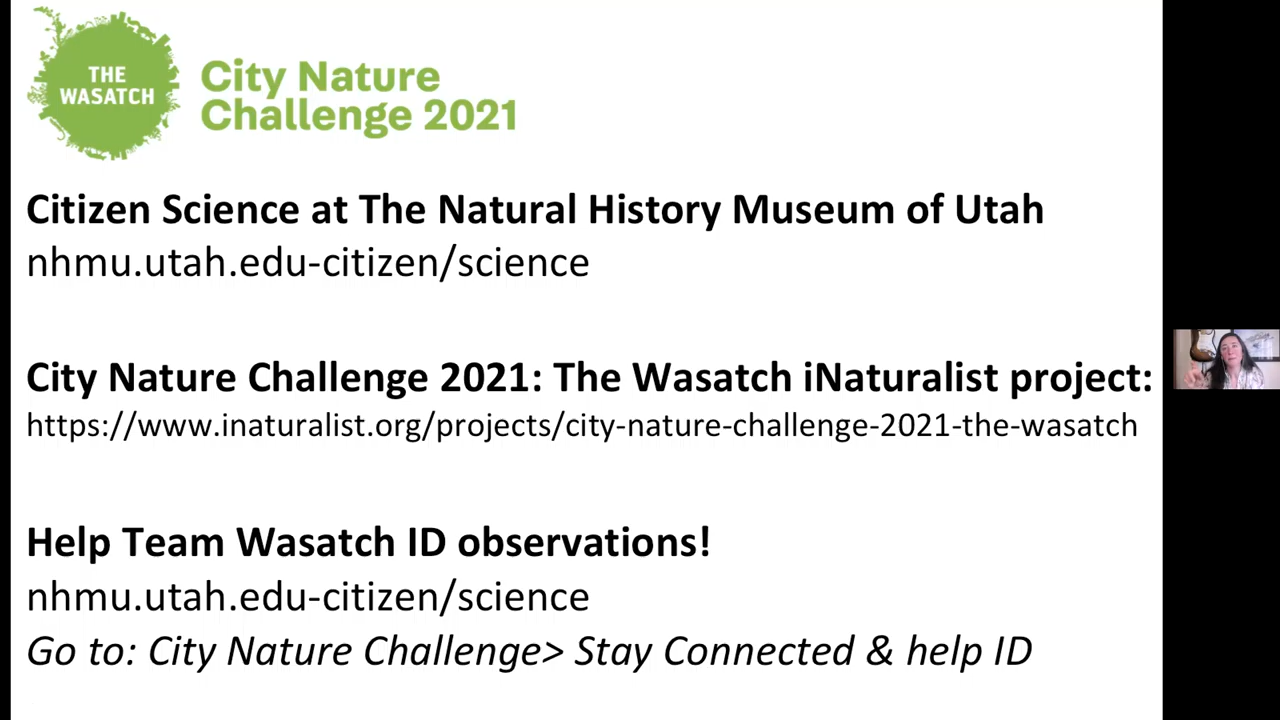 THE
WASATCH
City Nature
Challenge 2021
Citizen Science at The Natural History Museum of Utah
nhmu.utah.edu-citizen/science
City Nature Challenge 2021: The Wasatch iNaturalist project:
https://www.inaturalist.org/projects/city-nature-challenge-2021-the-wasatch
Help Team Wasatch ID observations!
nhmu.utah.edu-citizen/science
Go to: City Nature Challenge> Stay Connected & help ID